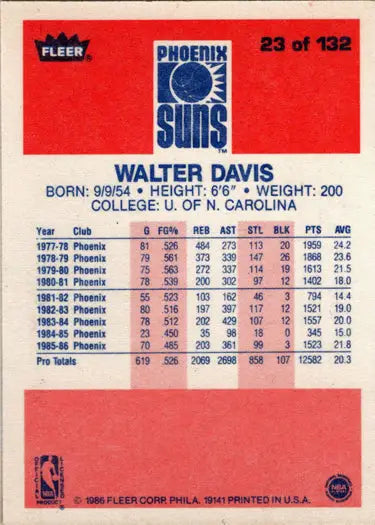 FLEER®
23 of 132
PHOENIX
SUNS
TM
WALTER DAVIS
BORN: 9/9/54 • HEIGHT: 6'6" • WEIGHT: 200
COLLEGE: U. OF N. CAROLINA
Year Club G FG% REB AST STL BLK PTS AVG
1977-78 Phoenix 81 .526 484 273 113 20 1959 24.2
1978-79 Phoenix 79 .561 373 339 147 26 1868 23.6
1979-80 Phoenix 75 .563 272 337 114 19 1613 21.5
1980-81 Phoenix 78 .539 200 302 97 12 1402 18.0
1981-82 Phoenix 55 .523 103 162 46 3 794 14.4
1982-83 Phoenix 80 .516 197 397 117 12 1521 19.0
1983-84 Phoenix 78 .512 202 429 107 12 1557 20.0
1984-85 Phoenix 23 .450 35 98 18 0 345 15.0
1985-86 Phoenix 70 .485 203 361 99 3 1523 21.8
Pro Totals 619 .526 2069 2698 858 107 12582 20.3
OFFICIAL LICENSED
NBA
PRODUCT
NBA
© 1986 FLEER CORP. PHILA. 19141 PRINTED IN U.S.A.